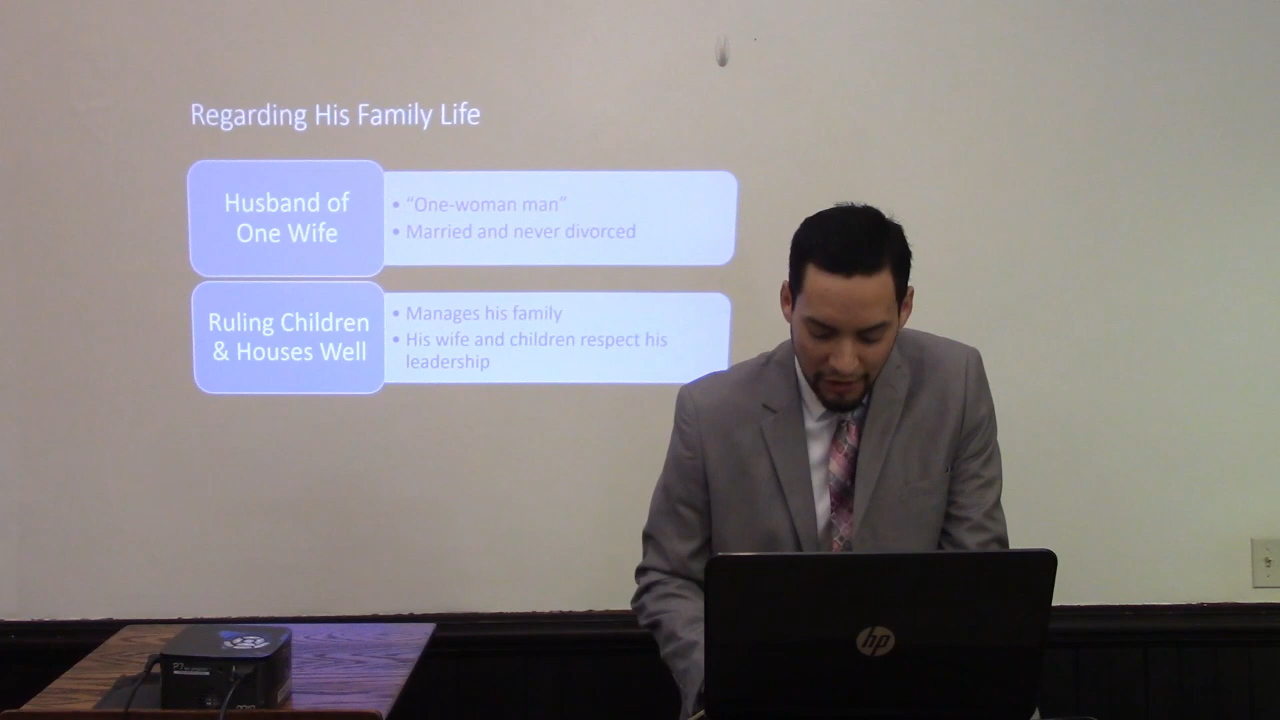 Regarding His Family Life
Husband of
One Wife
• “One-woman man”
• Married and never divorced
Ruling Children
& Houses Well
• Manages his family
• His wife and children respect his
leadership
hp
P7